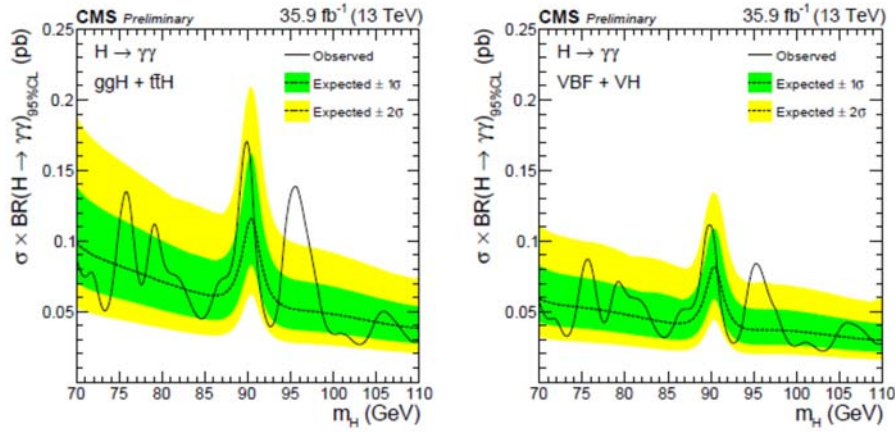 CMS Preliminary 35.9 fb⁻¹ (13 TeV)
σ × BR(H → γγ)95%CL (pb)
0.25
0.2
0.15
0.1
0.05
H → γγ
ggH + tt̄H
Observed
Expected ± 1σ
Expected ± 2σ
70 75 80 85 90 95 100 105 110
mH (GeV)
CMS Preliminary 35.9 fb⁻¹ (13 TeV)
σ × BR(H → γγ)95%CL (pb)
0.25
0.2
0.15
0.1
0.05
H → γγ
VBF + VH
Observed
Expected ± 1σ
Expected ± 2σ
70 75 80 85 90 95 100 105 110
mH (GeV)